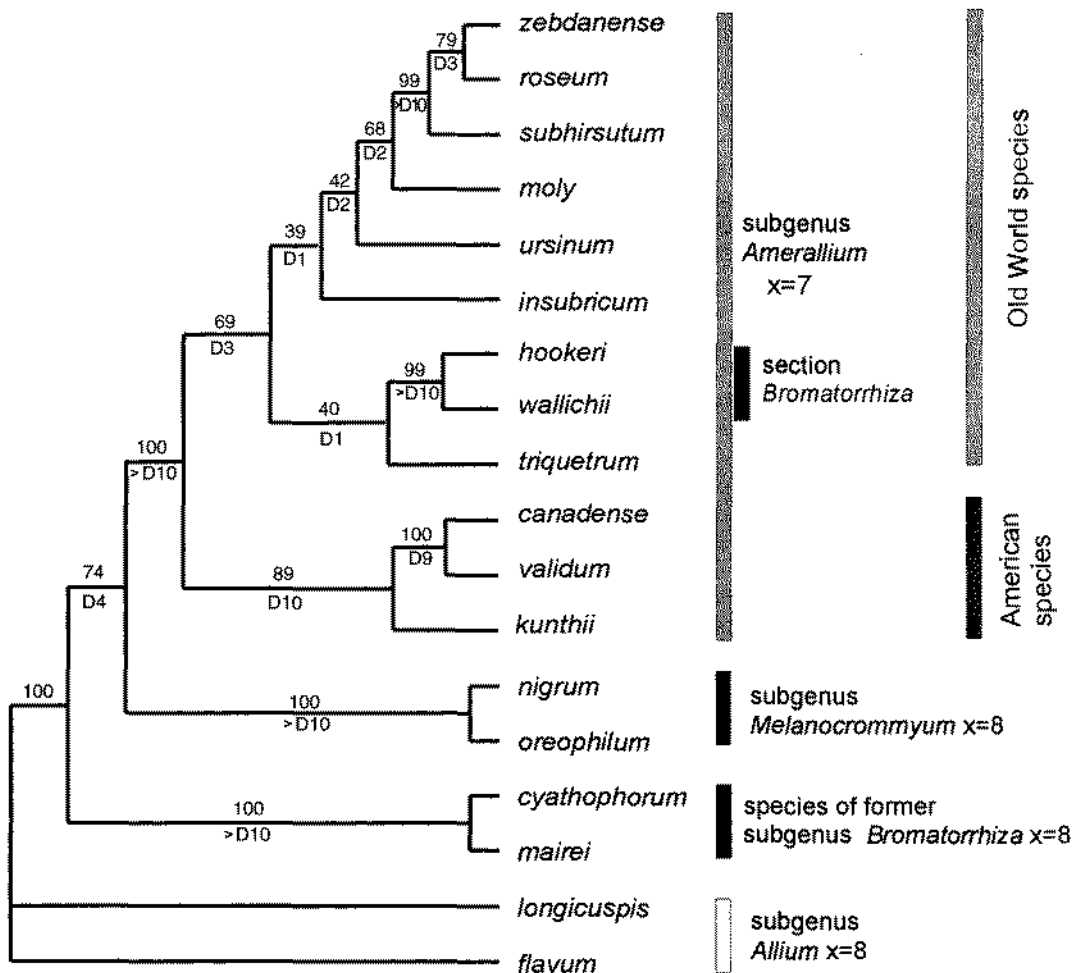 zebdanense
79
D3
roseum
99
>D10
subhirsutum
68
D2
moly
42
D2
ursinum
39
D1
insubricum
69
D3
hookeri
99
>D10
wallichii
40
D1
triquetrum
100
>D10
canadense
100
D9
validum
89
D10
kunthii
74
D4
nigrum
100
>D10
oreophilum
100
cyathophorum
100
>D10
mairei
longicuspis
flavum
subgenus
Amerallium
x=7
section
Bromatorrhiza
subgenus
Melanocrommyum x=8
species of former
subgenus Bromatorrhiza x=8
subgenus
Allium x=8
Old World species
American
species